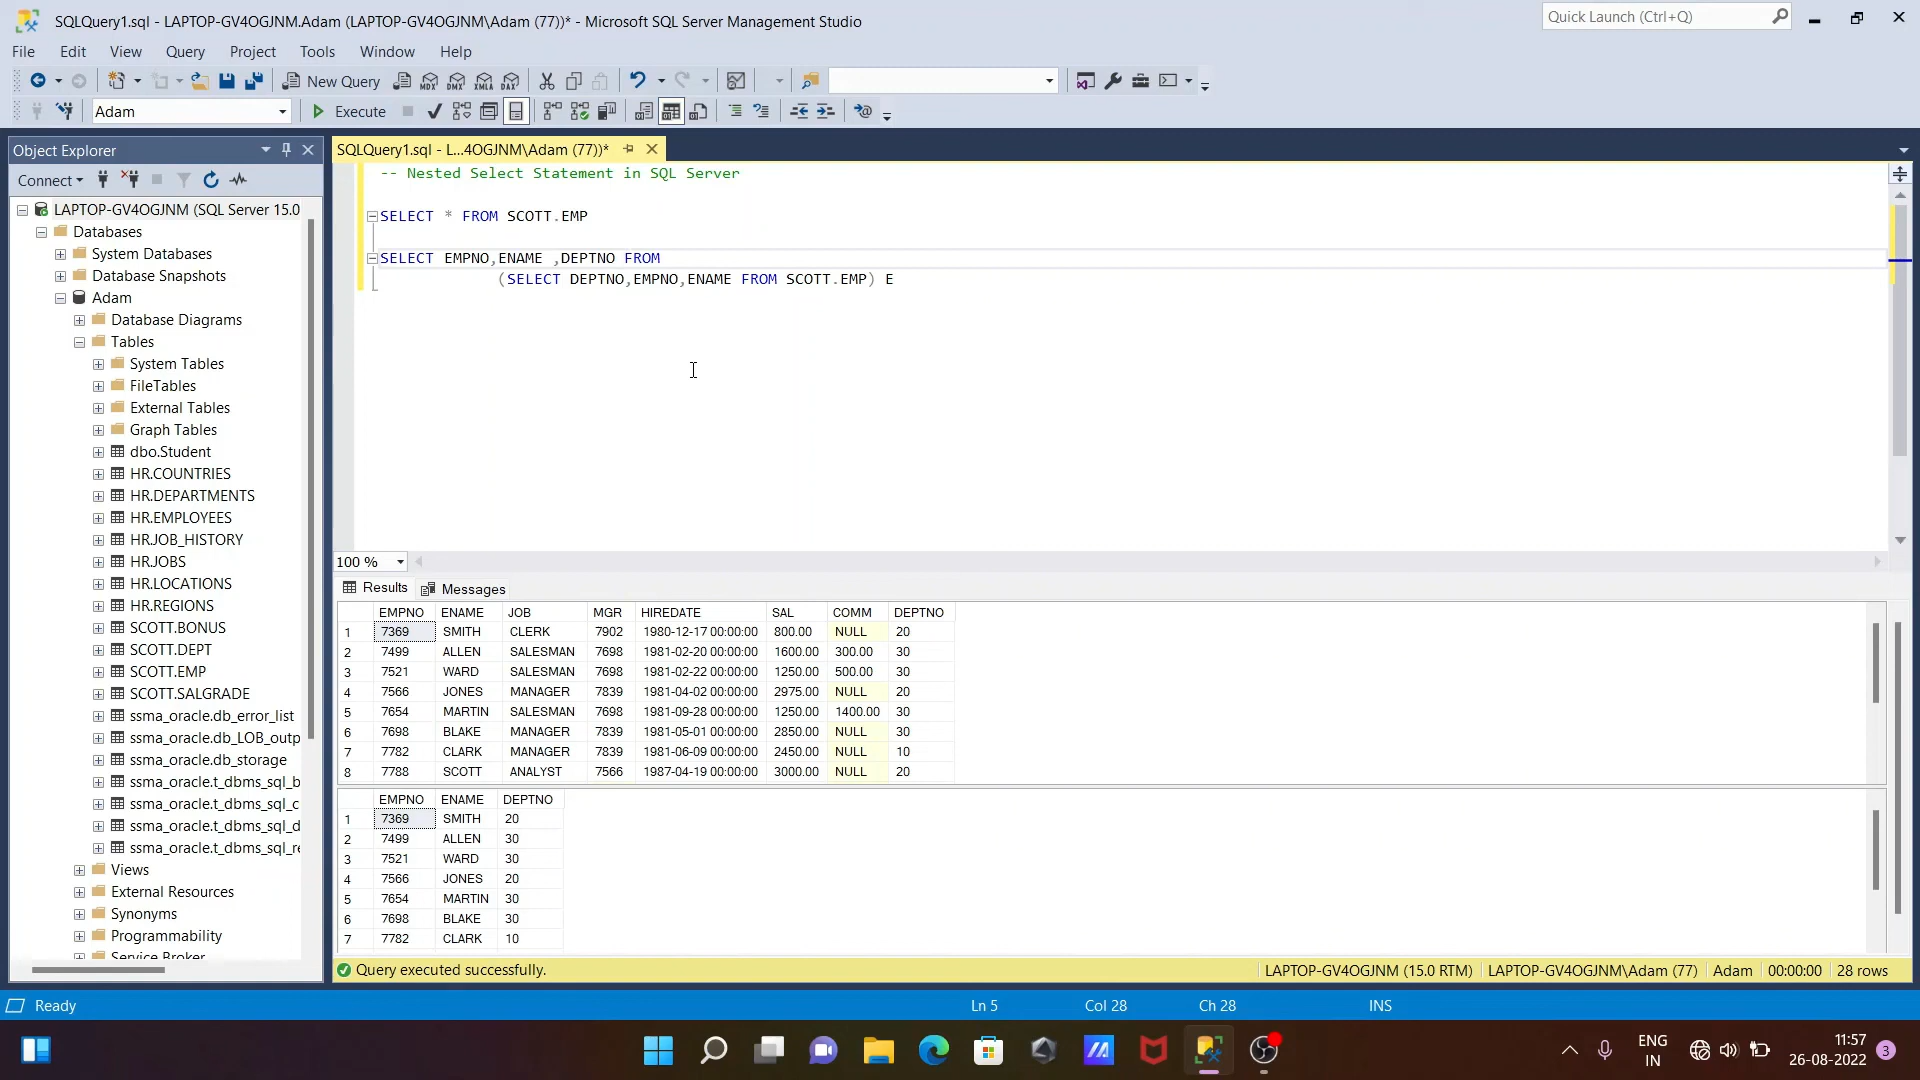 SQLQuery1.sql - LAPTOP-GV4OGJNM.Adam (LAPTOP-GV4OGJNM\Adam (77))* - Microsoft SQL Server Management Studio
Quick Launch (Ctrl+Q)
File Edit View Query Project Tools Window Help
New Query MDX DMX XMLA DAX
Adam Execute
Object Explorer
SQLQuery1.sql - L...4OGJNM\Adam (77))*
Connect
LAPTOP-GV4OGJNM (SQL Server 15.0
Databases
System Databases
Database Snapshots
Adam
Database Diagrams
Tables
System Tables
FileTables
External Tables
Graph Tables
dbo.Student
HR.COUNTRIES
HR.DEPARTMENTS
HR.EMPLOYEES
HR.JOB_HISTORY
HR.JOBS
HR.LOCATIONS
HR.REGIONS
SCOTT.BONUS
SCOTT.DEPT
SCOTT.EMP
SCOTT.SALGRADE
ssma_oracle.db_error_list
ssma_oracle.db_LOB_outp
ssma_oracle.db_storage
ssma_oracle.t_dbms_sql_b
ssma_oracle.t_dbms_sql_c
ssma_oracle.t_dbms_sql_d
ssma_oracle.t_dbms_sql_re
Views
External Resources
Synonyms
Programmability
Service Broker
-- Nested Select Statement in SQL Server
SELECT * FROM SCOTT.EMP
SELECT EMPNO,ENAME ,DEPTNO FROM
(SELECT DEPTNO,EMPNO,ENAME FROM SCOTT.EMP) E
100 %
Results Messages
EMPNO ENAME JOB MGR HIREDATE SAL COMM DEPTNO
1 7369 SMITH CLERK 7902 1980-12-17 00:00:00 800.00 NULL 20
2 7499 ALLEN SALESMAN 7698 1981-02-20 00:00:00 1600.00 300.00 30
3 7521 WARD SALESMAN 7698 1981-02-22 00:00:00 1250.00 500.00 30
4 7566 JONES MANAGER 7839 1981-04-02 00:00:00 2975.00 NULL 20
5 7654 MARTIN SALESMAN 7698 1981-09-28 00:00:00 1250.00 1400.00 30
6 7698 BLAKE MANAGER 7839 1981-05-01 00:00:00 2850.00 NULL 30
7 7782 CLARK MANAGER 7839 1981-06-09 00:00:00 2450.00 NULL 10
8 7788 SCOTT ANALYST 7566 1987-04-19 00:00:00 3000.00 NULL 20
EMPNO ENAME DEPTNO
1 7369 SMITH 20
2 7499 ALLEN 30
3 7521 WARD 30
4 7566 JONES 20
5 7654 MARTIN 30
6 7698 BLAKE 30
7 7782 CLARK 10
Query executed successfully. LAPTOP-GV4OGJNM (15.0 RTM) LAPTOP-GV4OGJNM\Adam (77) Adam 00:00:00 28 rows
Ready Ln 5 Col 28 Ch 28 INS
ENG
IN
11:57
26-08-2022
3